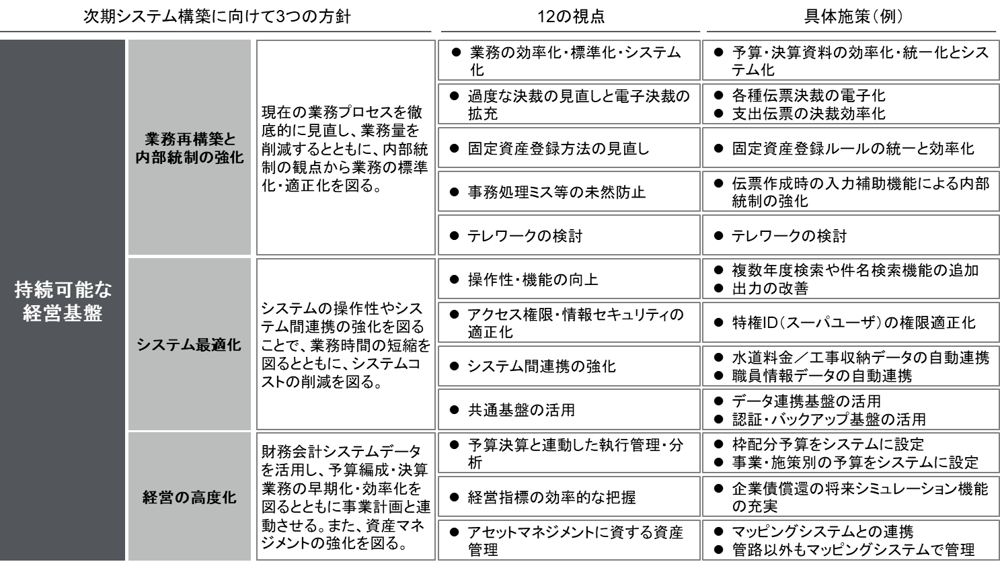 次期システム構築に向けて3つの方針
12の視点
具体施策（例）
持続可能な
経営基盤
業務再構築と
内部統制の強化
現在の業務プロセスを徹
底的に見直し、業務量を
削減するとともに、内部統
制の観点から業務の標準
化・適正化を図る。
● 業務の効率化・標準化・システム
化
● 予算・決算資料の効率化・統一化とシス
テム化
● 過度な決裁の見直しと電子決裁の
拡充
● 各種伝票決裁の電子化
● 支出伝票の決裁効率化
● 固定資産登録方法の見直し
● 固定資産登録ルールの統一と効率化
● 事務処理ミス等の未然防止
● 伝票作成時の入力補助機能による内部
統制の強化
● テレワークの検討
● テレワークの検討
システム最適化
システムの操作性やシス
テム間連携の強化を図る
ことで、業務時間の短縮を
図るとともに、システムコ
ストの削減を図る。
● 操作性・機能の向上
● 複数年度検索や件名検索機能の追加
● 出力の改善
● アクセス権限・情報セキュリティの
適正化
● 特権ID（スーパユーザ）の権限適正化
● システム間連携の強化
● 水道料金／工事収納データの自動連携
● 職員情報データの自動連携
● 共通基盤の活用
● データ連携基盤の活用
● 認証・バックアップ基盤の活用
経営の高度化
財務会計システムデータ
を活用し、予算編成・決算
業務の早期化・効率化を
図るとともに事業計画と連
動させる。また、資産マネ
ジメントの強化を図る。
● 予算決算と連動した執行管理・分
析
● 枠配分予算をシステムに設定
● 事業・施策別の予算をシステムに設定
● 経営指標の効率的な把握
● 企業債償還の将来シミュレーション機能
の充実
● アセットマネジメントに資する資産
管理
● マッピングシステムとの連携
● 管路以外もマッピングシステムで管理